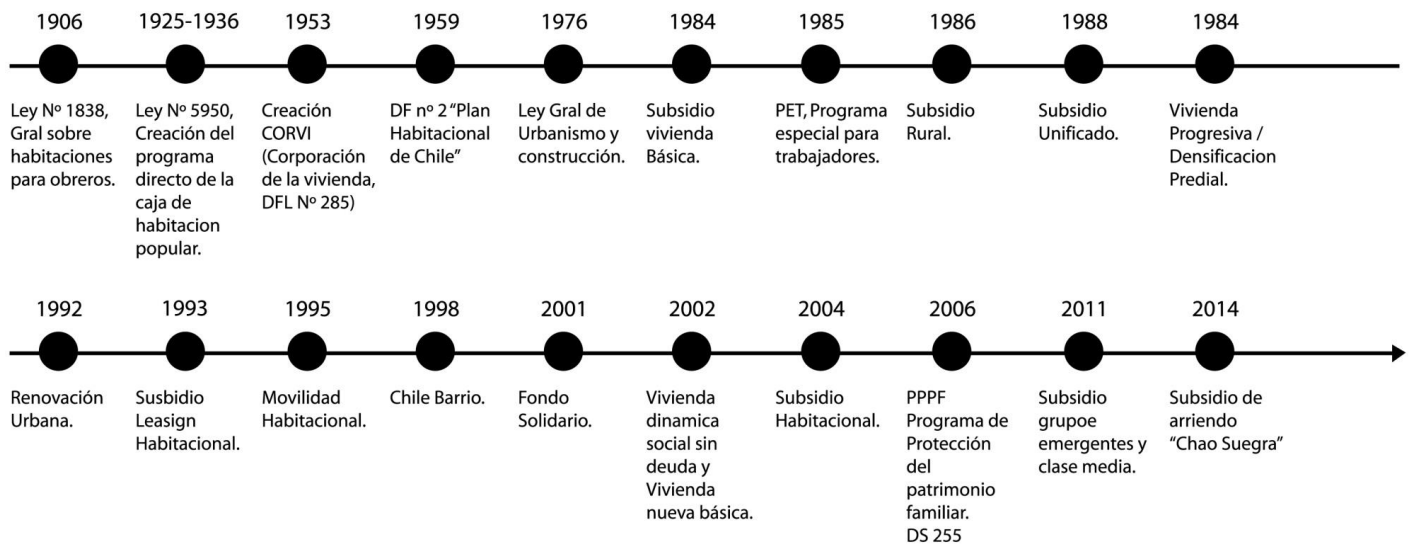 1906
Ley Nº 1838,
Gral sobre
habitaciones
para obreros.
1925-1936
Ley Nº 5950,
Creación del
programa
directo de la
caja de
habitacion
popular.
1953
Creación
CORVI
(Corporación
de la vivienda,
DFL Nº 285)
1959
DF nº 2 “Plan
Habitacional
de Chile”
1976
Ley Gral de
Urbanismo y
construcción.
1984
Subsidio
vivienda
Básica.
1985
PET, Programa
especial para
trabajadores.
1986
Subsidio
Rural.
1988
Subsidio
Unificado.
1984
Vivienda
Progresiva /
Densificacion
Predial.
1992
Renovación
Urbana.
1993
Susbidio
Leasign
Habitacional.
1995
Movilidad
Habitacional.
1998
Chile Barrio.
2001
Fondo
Solidario.
2002
Vivienda
dinamica
social sin
deuda y
Vivienda
nueva básica.
2004
Subsidio
Habitacional.
2006
PPPF
Programa de
Protección
del
patrimonio
familiar.
DS 255
2011
Subsidio
grupoe
emergentes y
clase media.
2014
Subsidio de
arriendo
“Chao Suegra”